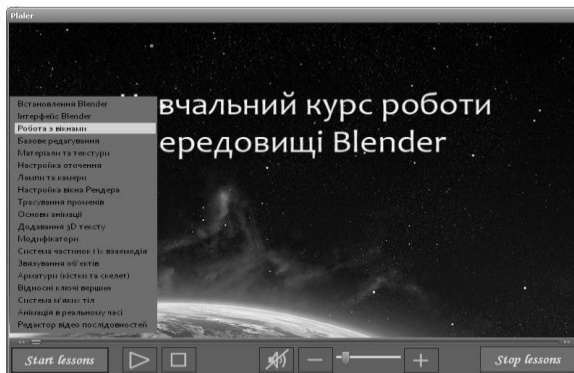 Plaler
вчальний курс роботи
ередовищі Blender
Встановлення Blender
Інтерфейс Blender
Робота з вікнами
Базове редагування
Матеріали та текстури
Настройка оточення
Лампи та камери
Настройка вікна Рендера
Трасування променів
Основи анімації
Додавання 3D тексту
Модифікатори
Система частинок і їх взаємодія
Звязування об'єктів
Арматури (кістки та скелет)
Відносні ключі вершин
Система м'яких тіл
Анімація в реальному часі
Редактор відео послідовностей
Start lessons
Stop lessons